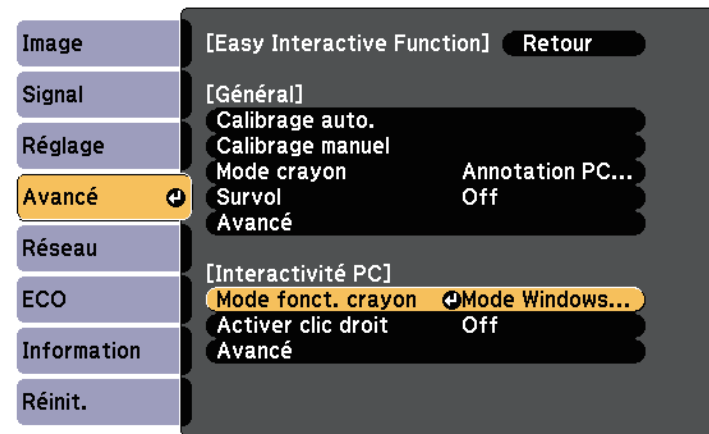 Image
Signal
Réglage
Avancé
Réseau
ECO
Information
Réinit.
[Easy Interactive Function] Retour
[Général]
Calibrage auto.
Calibrage manuel
Mode crayon Annotation PC...
Survol Off
Avancé
[Interactivité PC]
Mode fonct. crayon Mode Windows...
Activer clic droit Off
Avancé